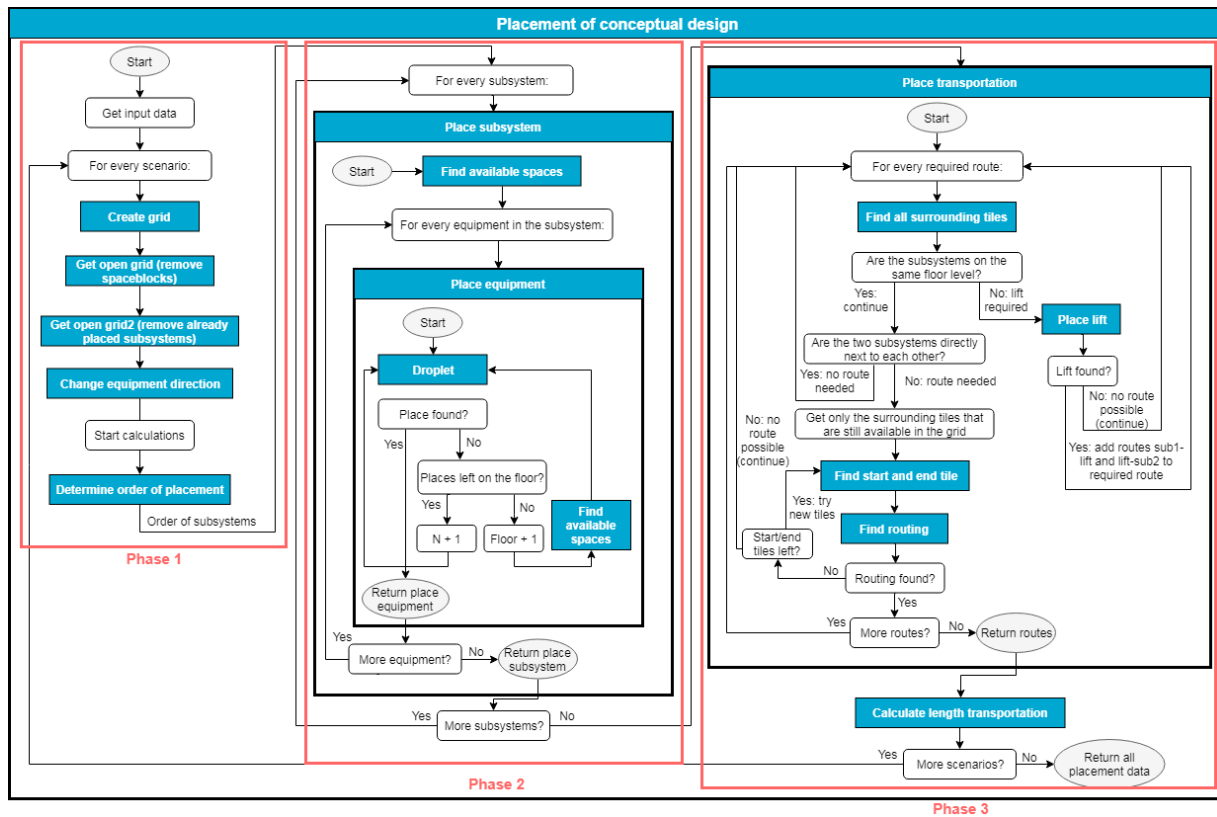 Placement of conceptual design
Start
Get input data
For every scenario:
Create grid
Get open grid (remove
spaceblocks)
Get open grid2 (remove already
placed subsystems)
Change equipment direction
Start calculations
Determine order of placement
Order of subsystems
Phase 1
For every subsystem:
Place subsystem
Start
Find available spaces
For every equipment in the subsystem:
Place equipment
Start
Droplet
Place found?
Yes
No
Places left on the floor?
Yes
No
N + 1
Floor + 1
Find
available
spaces
Return place
equipment
Yes
More equipment?
No
Return place
subsystem
Yes
More subsystems?
No
Phase 2
Place transportation
Start
For every required route:
Find all surrounding tiles
Are the subsystems on the
same floor level?
Yes:
continue
No: lift
required
Place lift
Are the two subsystems directly
next to each other?
Lift found?
Yes: no route
needed
No: route needed
No: no route
possible
(continue)
Get only the surrounding tiles that
are still available in the grid
No: no
route
possible
(continue)
Yes: add routes sub1-
lift and lift-sub2 to
required route
Find start and end tile
Yes: try
new tiles
Find routing
Start/end
tiles left?
No
Routing found?
Yes
Yes
More routes?
No
Return routes
Calculate length transportation
Yes
More scenarios?
No
Return all
placement data
Phase 3